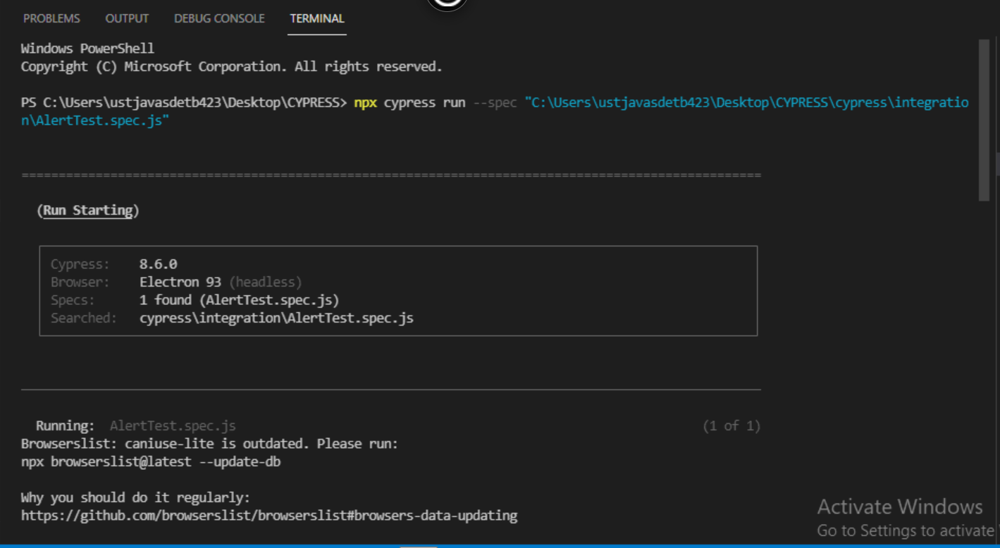 PROBLEMS OUTPUT DEBUG CONSOLE TERMINAL
Windows PowerShell
Copyright (C) Microsoft Corporation. All rights reserved.
PS C:\Users\ustjavasdetb423\Desktop\CYPRESS> npx cypress run --spec "C:\Users\ustjavasdetb423\Desktop\CYPRESS\cypress\integratio
n\AlertTest.spec.js"
====================================================================================================
(Run Starting)
Cypress: 8.6.0
Browser: Electron 93 (headless)
Specs: 1 found (AlertTest.spec.js)
Searched: cypress\integration\AlertTest.spec.js
Running: AlertTest.spec.js (1 of 1)
Browserslist: caniuse-lite is outdated. Please run:
npx browserslist@latest --update-db
Why you should do it regularly:
https://github.com/browserslist/browserslist#browsers-data-updating
Activate Windows
Go to Settings to activate